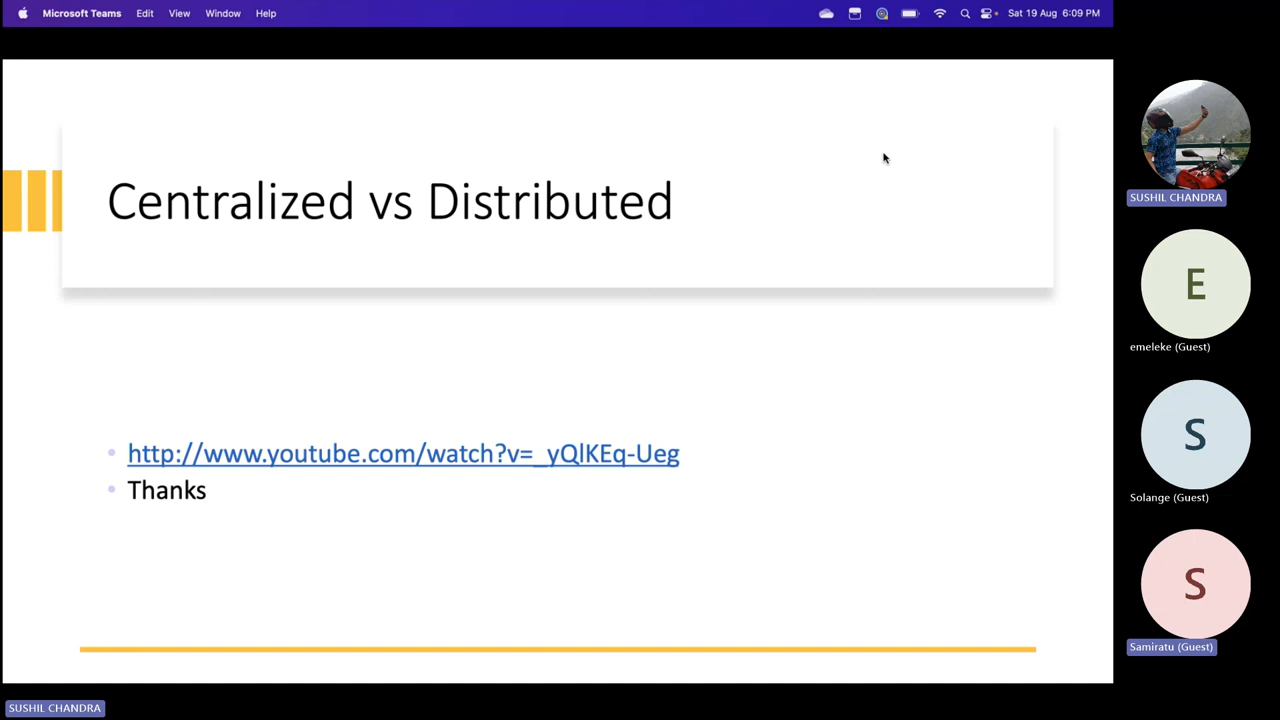 Microsoft Teams Edit View Window Help Sat 19 Aug 6:09 PM
Centralized vs Distributed
http://www.youtube.com/watch?v=_yQlKEq-Ueg
Thanks
SUSHIL CHANDRA
E
emeleke (Guest)
S
Solange (Guest)
S
Samiratu (Guest)
SUSHIL CHANDRA